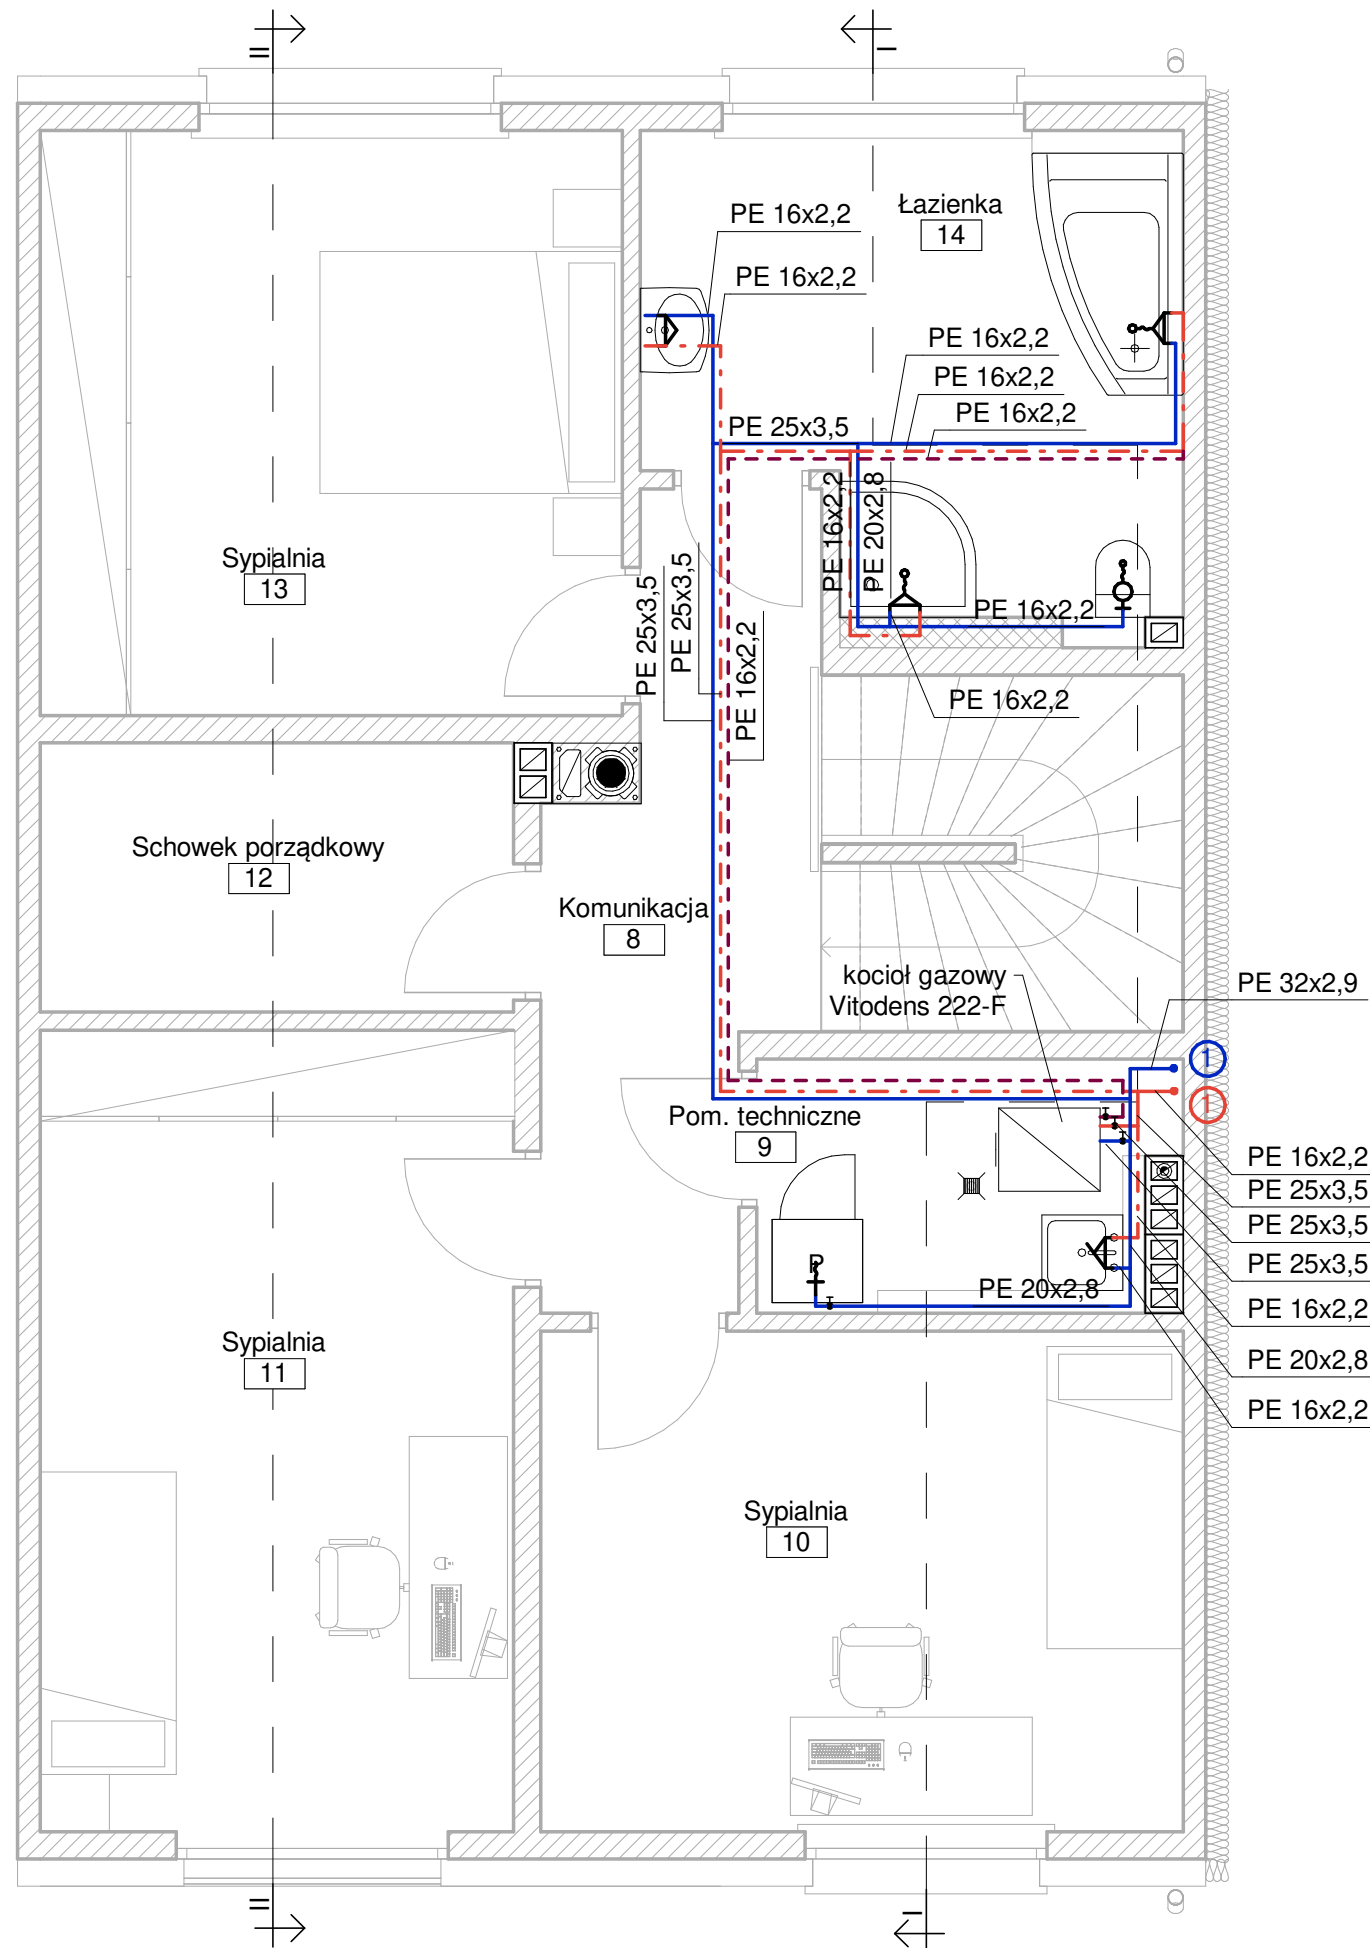 II
I
PE 16x2,2
Łazienka
14
PE 16x2,2
PE 16x2,2
PE 16x2,2
PE 16x2,2
PE 25x3,5
PE 16x2,2
PE 20x2,8
Sypialnia
13
PE 25x3,5
PE 25x3,5
PE 16x2,2
PE 16x2,2
PE 16x2,2
Schowek porządkowy
12
Komunikacja
8
kocioł gazowy
Vitodens 222-F
PE 32x2,9
1
1
Pom. techniczne
9
PE 16x2,2
PE 25x3,5
PE 25x3,5
PE 25x3,5
PE 16x2,2
PE 20x2,8
PE 16x2,2
P
PE 20x2,8
Sypialnia
11
Sypialnia
10
II
I